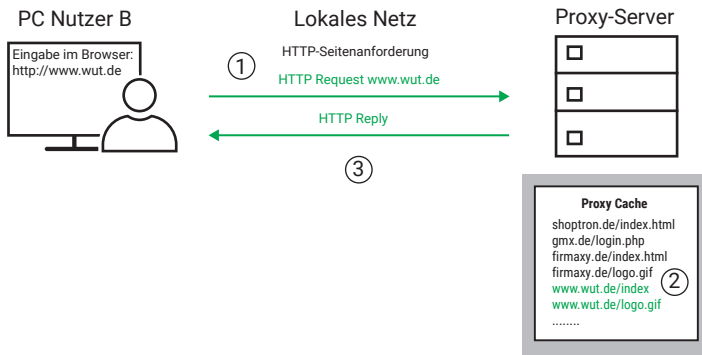 PC Nutzer B
Lokales Netz
Proxy-Server
Eingabe im Browser:
http://www.wut.de
1
HTTP-Seitenanforderung
HTTP Request www.wut.de
HTTP Reply
3
Proxy Cache
shoptron.de/index.html
gmx.de/login.php
firmaxy.de/index.html
firmaxy.de/logo.gif
www.wut.de/index
2
www.wut.de/logo.gif
........